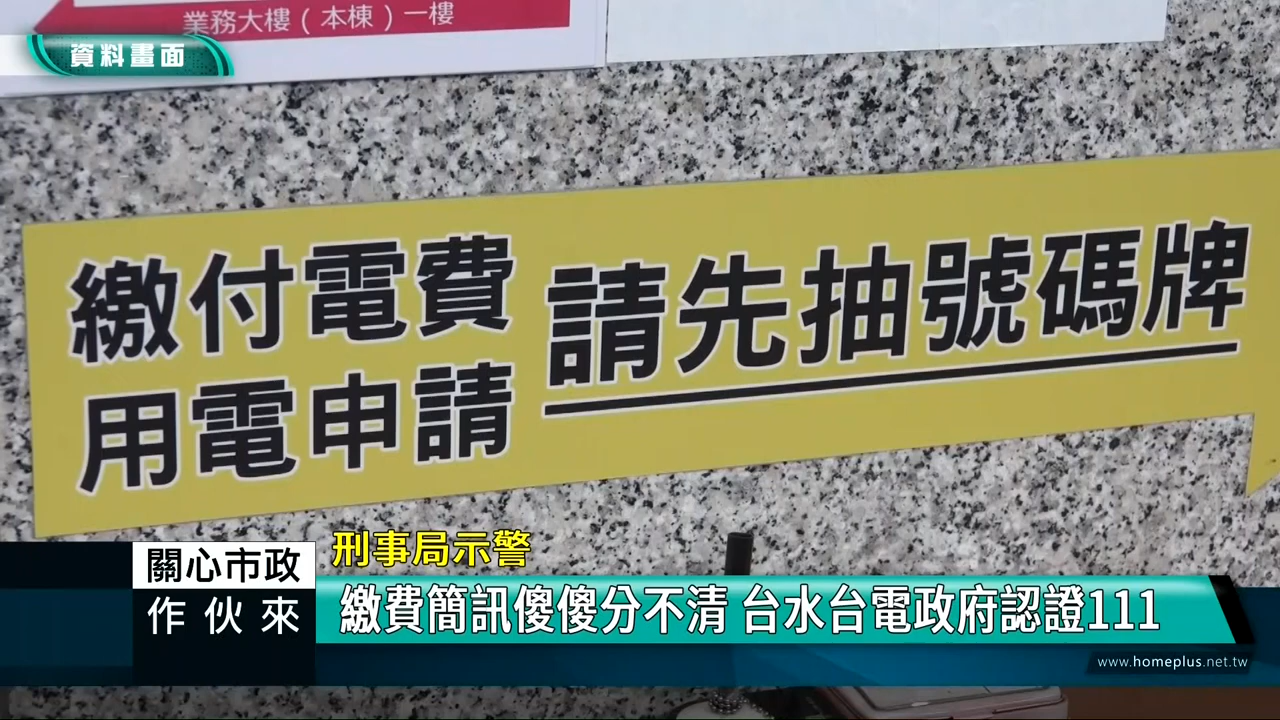 業務大樓(本棟)一樓
資料畫面
繳付電費
用電申請
請先抽號碼牌
刑事局示警
關心市政
作伙來
繳費簡訊傻傻分不清 台水台電政府認證111
www.homeplus.net.tw